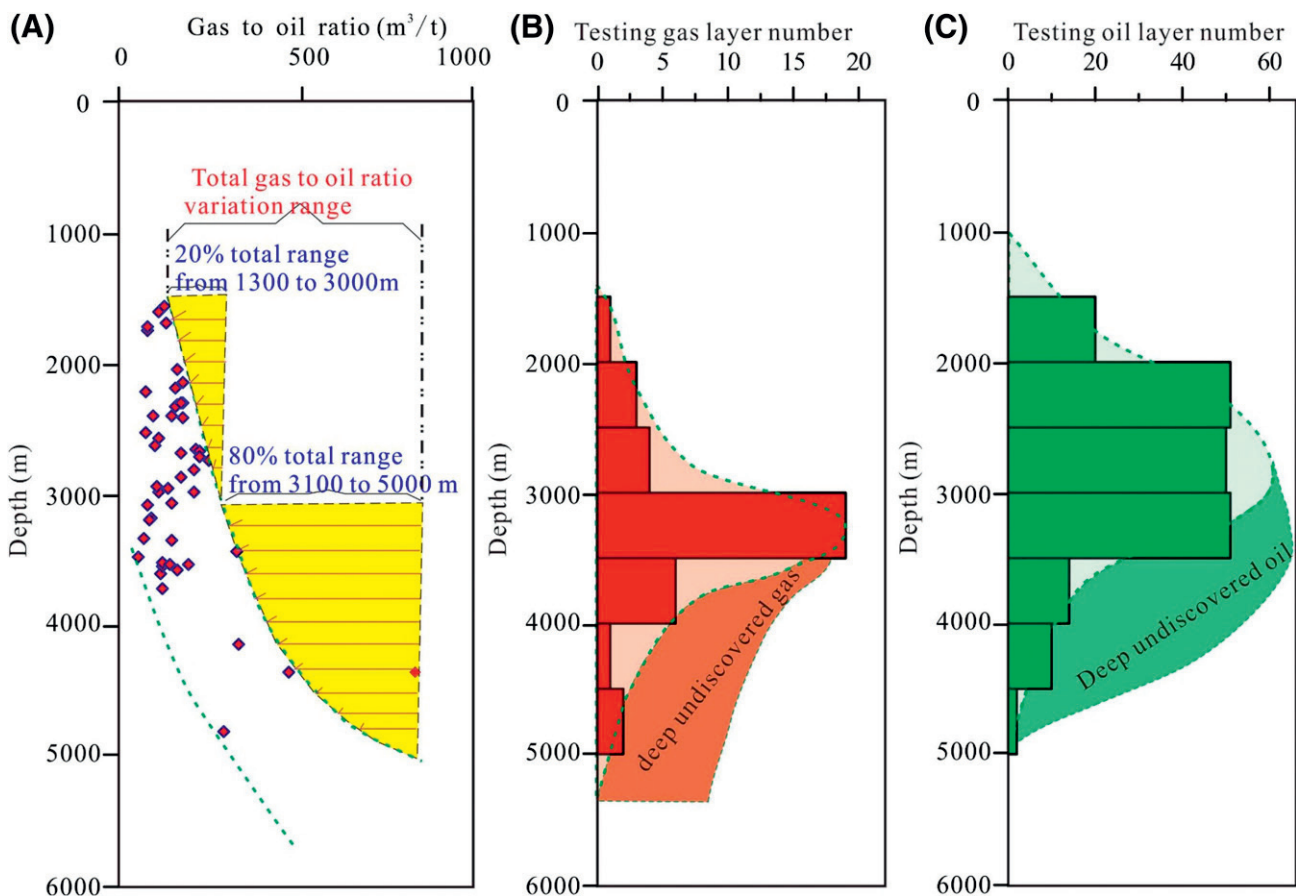 (A)
Gas to oil ratio (m³/t)
0
500
1000
0
1000
2000
3000
4000
5000
6000
Depth (m)
Total gas to oil ratio
variation range
20% total range
from 1300 to 3000m
80% total range
from 3100 to 5000 m
(B)
Testing gas layer number
0
5
10
15
20
0
1000
2000
3000
4000
5000
6000
Depth (m)
deep undiscovered gas
(C)
Testing oil layer number
0
20
40
60
0
1000
2000
3000
4000
5000
6000
Depth (m)
Deep undiscovered oil